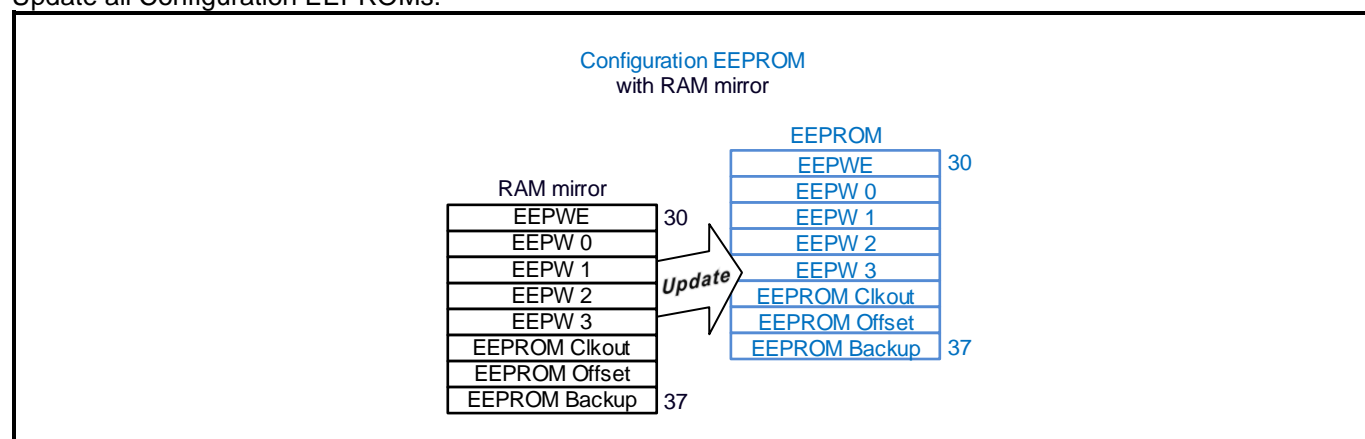 Update all Configuration EEPROMs.
Configuration EEPROM
with RAM mirror
RAM mirror
EEPWE 30
EEPW 0
EEPW 1
EEPW 2
EEPW 3
EEPROM Clkout
EEPROM Offset
EEPROM Backup 37
Update
EEPROM
EEPWE 30
EEPW 0
EEPW 1
EEPW 2
EEPW 3
EEPROM Clkout
EEPROM Offset
EEPROM Backup 37